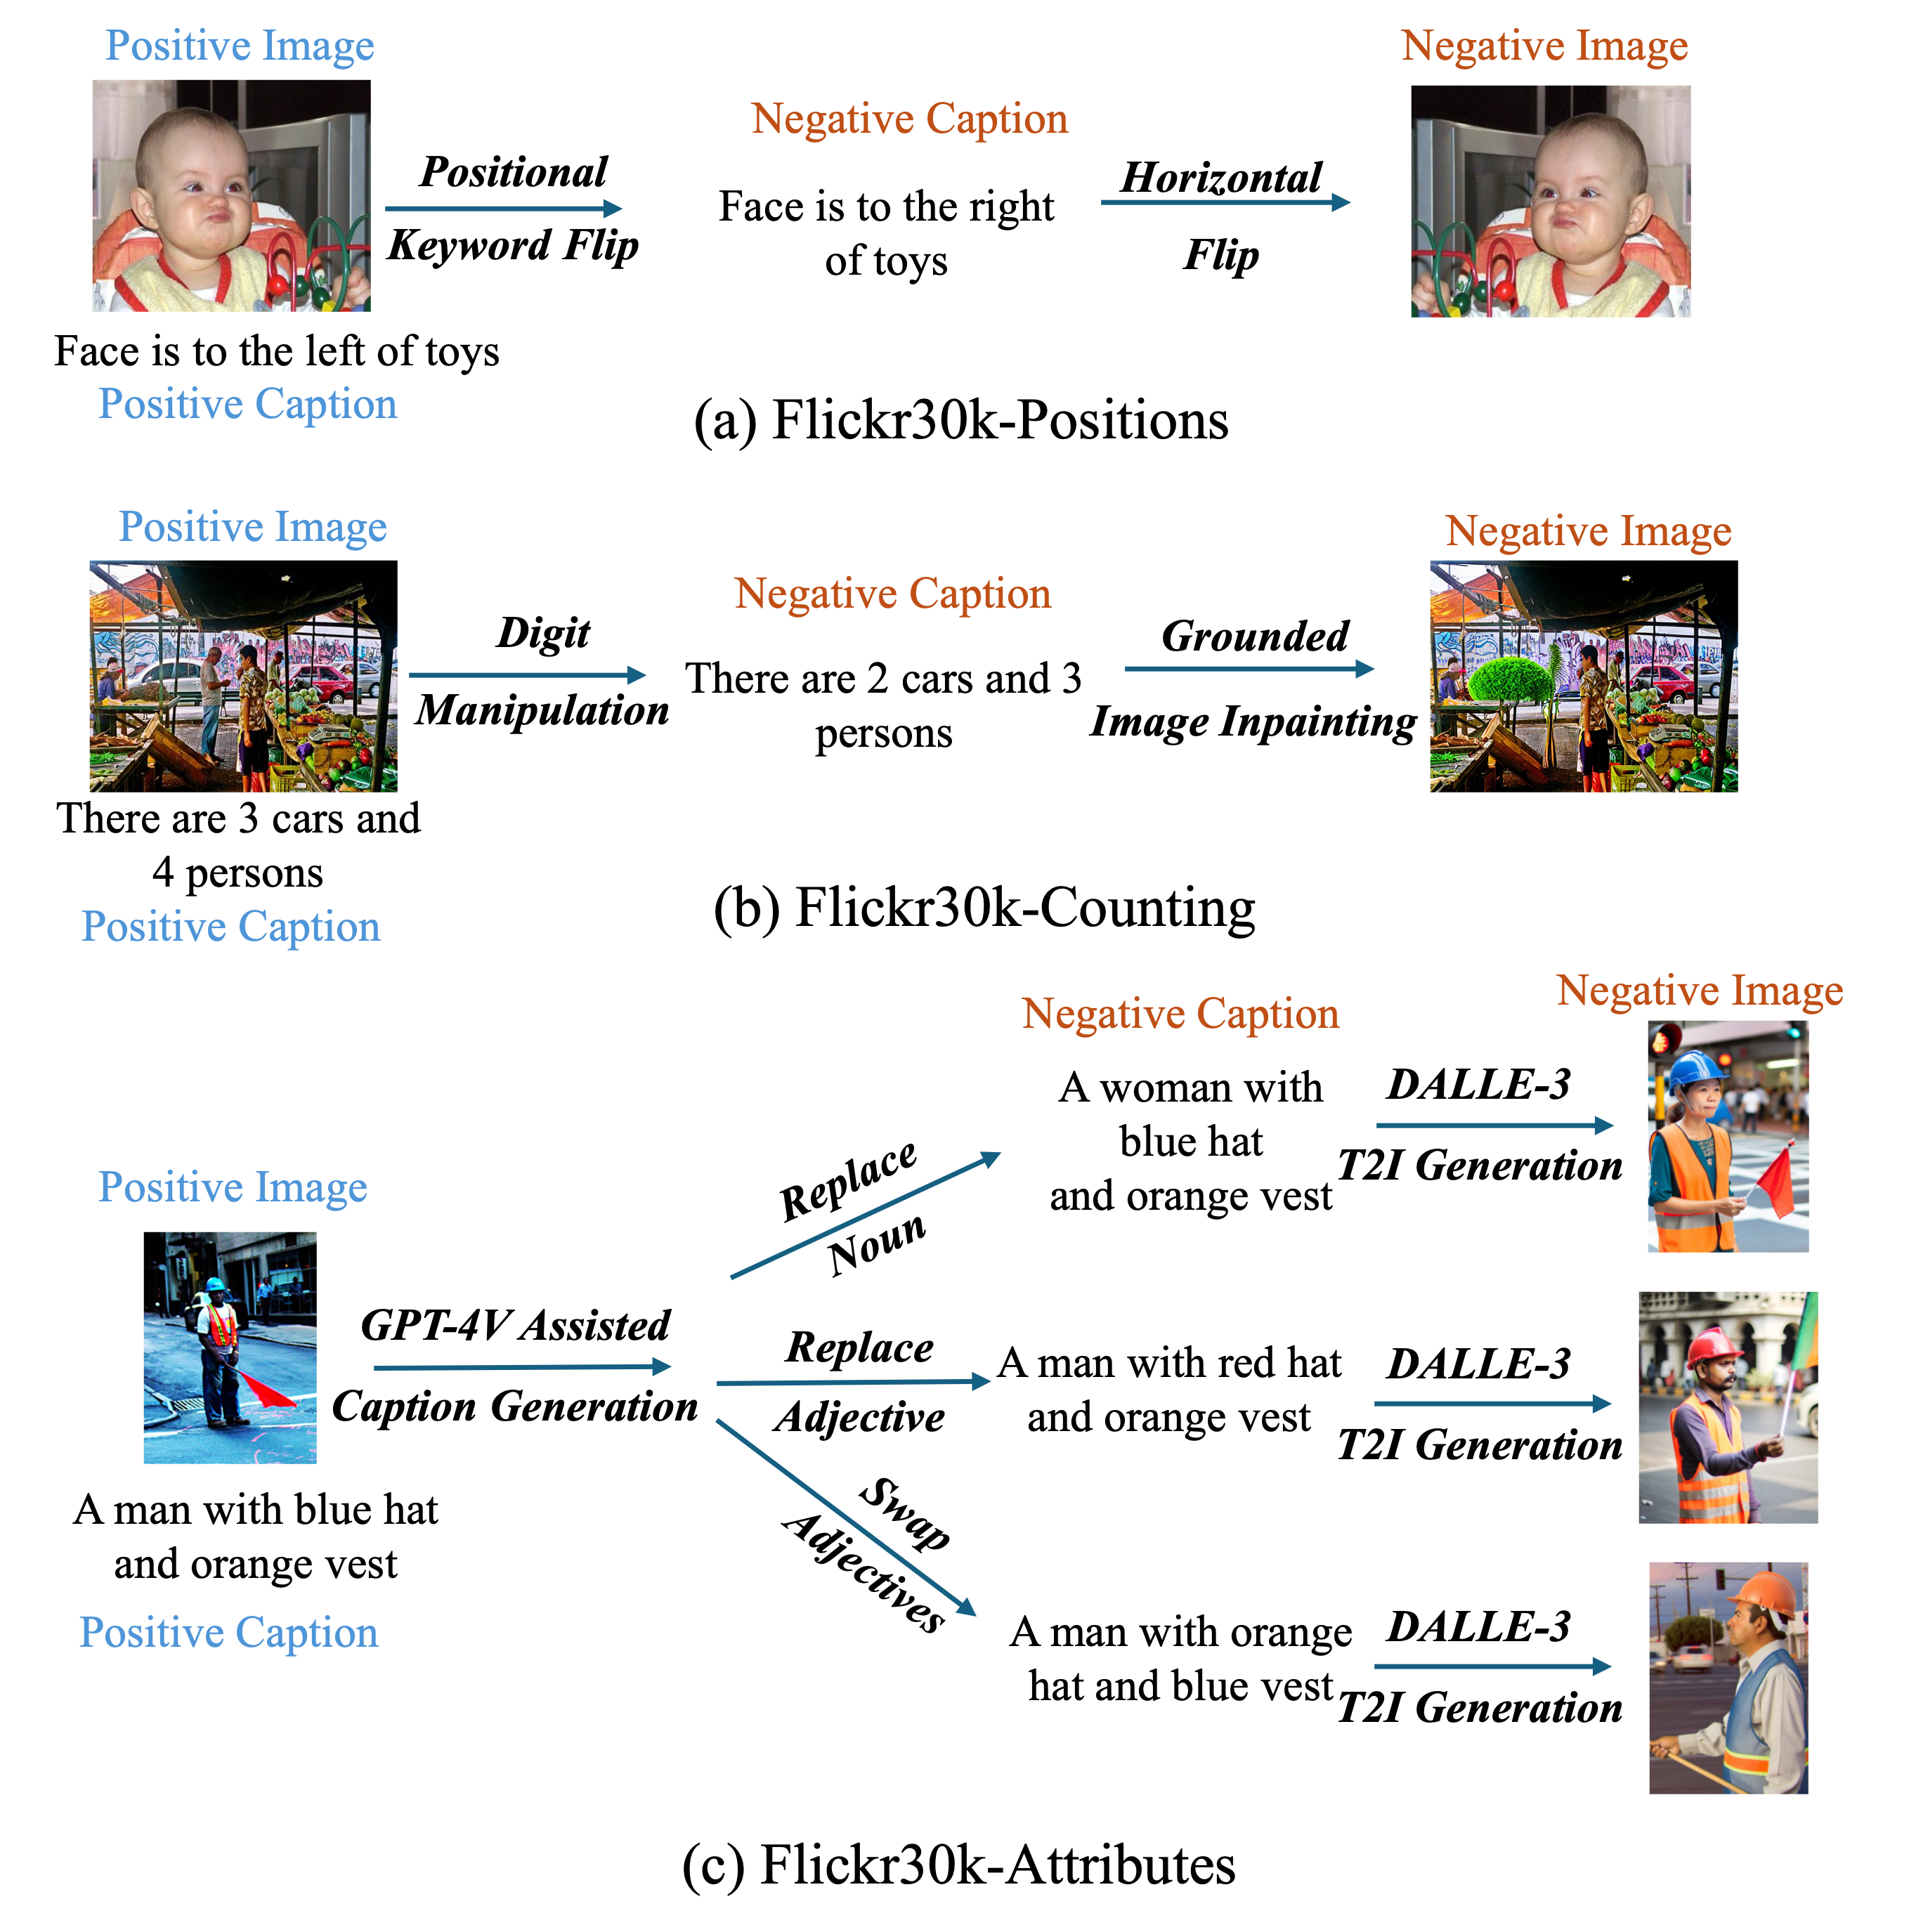 Positive Image
Negative Image
Negative Caption
Positional
Keyword Flip
Face is to the right
of toys
Horizontal
Flip
Face is to the left of toys
Positive Caption
(a) Flickr30k-Positions
Positive Image
Negative Image
Negative Caption
Digit
Manipulation
There are 2 cars and 3
persons
Grounded
Image Inpainting
There are 3 cars and
4 persons
Positive Caption
(b) Flickr30k-Counting
Negative Image
Negative Caption
Positive Image
A man with blue hat
and orange vest
Positive Caption
GPT-4V Assisted
Caption Generation
Replace
Noun
A woman with
blue hat
and orange vest
DALLE-3
T2I Generation
Replace
Adjective
A man with red hat
and orange vest
DALLE-3
T2I Generation
Swap
Adjectives
A man with orange
hat and blue vest
DALLE-3
T2I Generation
(c) Flickr30k-Attributes